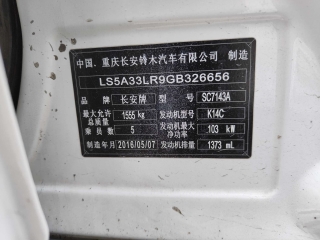 中国．重庆长安铃木汽车有限公司 制造
LS5A33LR9GB326656
品牌 长安牌 型号 SC7143A
最大允许总质量 1555 kg 发动机型号 K14C
乘员数 5 发动机最大净功率 103 kW
制造年月 2016/05/07 发动机排量 1373 mL